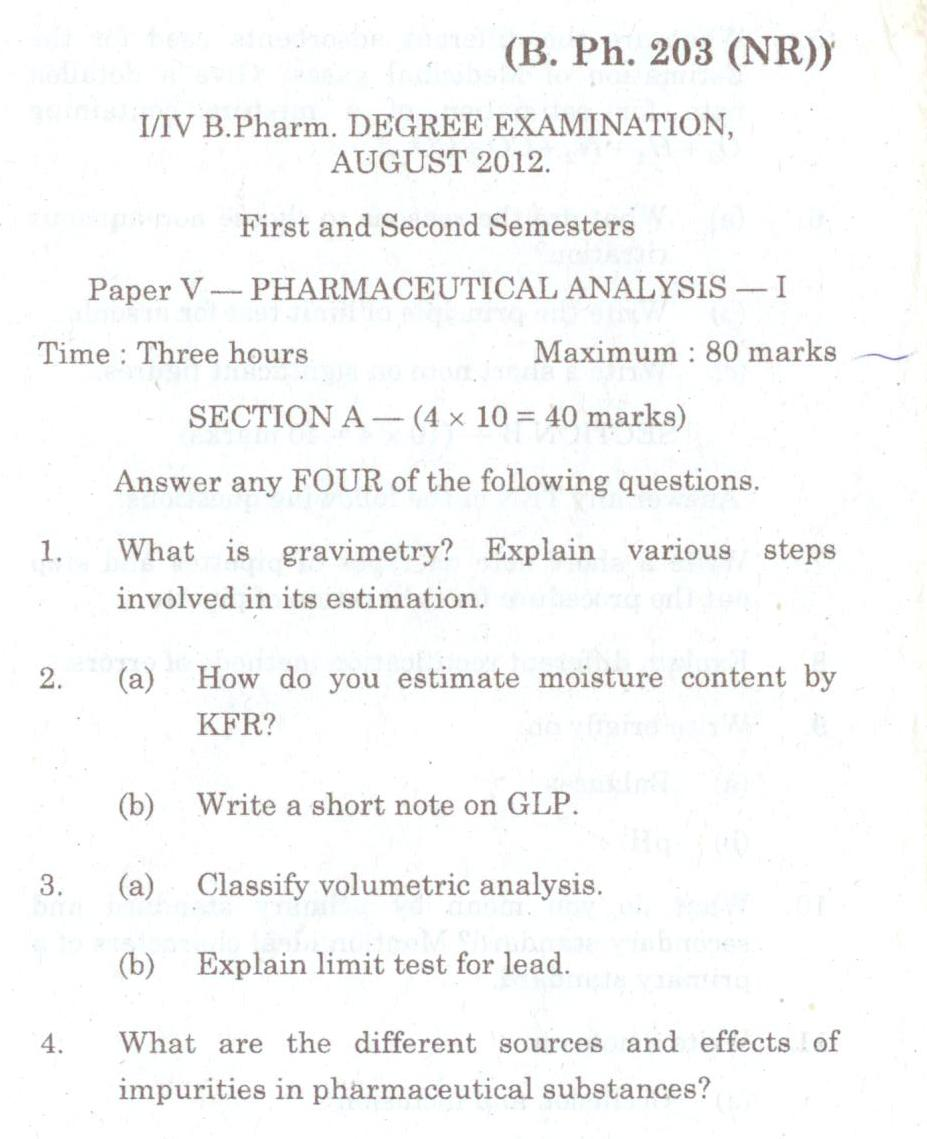 (B. Ph. 203 (NR))
I/IV B.Pharm. DEGREE EXAMINATION,
AUGUST 2012.
First and Second Semesters
Paper V — PHARMACEUTICAL ANALYSIS — I
Time : Three hours Maximum : 80 marks
SECTION A — (4 × 10 = 40 marks)
Answer any FOUR of the following questions.
1. What is gravimetry? Explain various steps
involved in its estimation.
2. (a) How do you estimate moisture content by
KFR?
(b) Write a short note on GLP.
3. (a) Classify volumetric analysis.
(b) Explain limit test for lead.
4. What are the different sources and effects of
impurities in pharmaceutical substances?